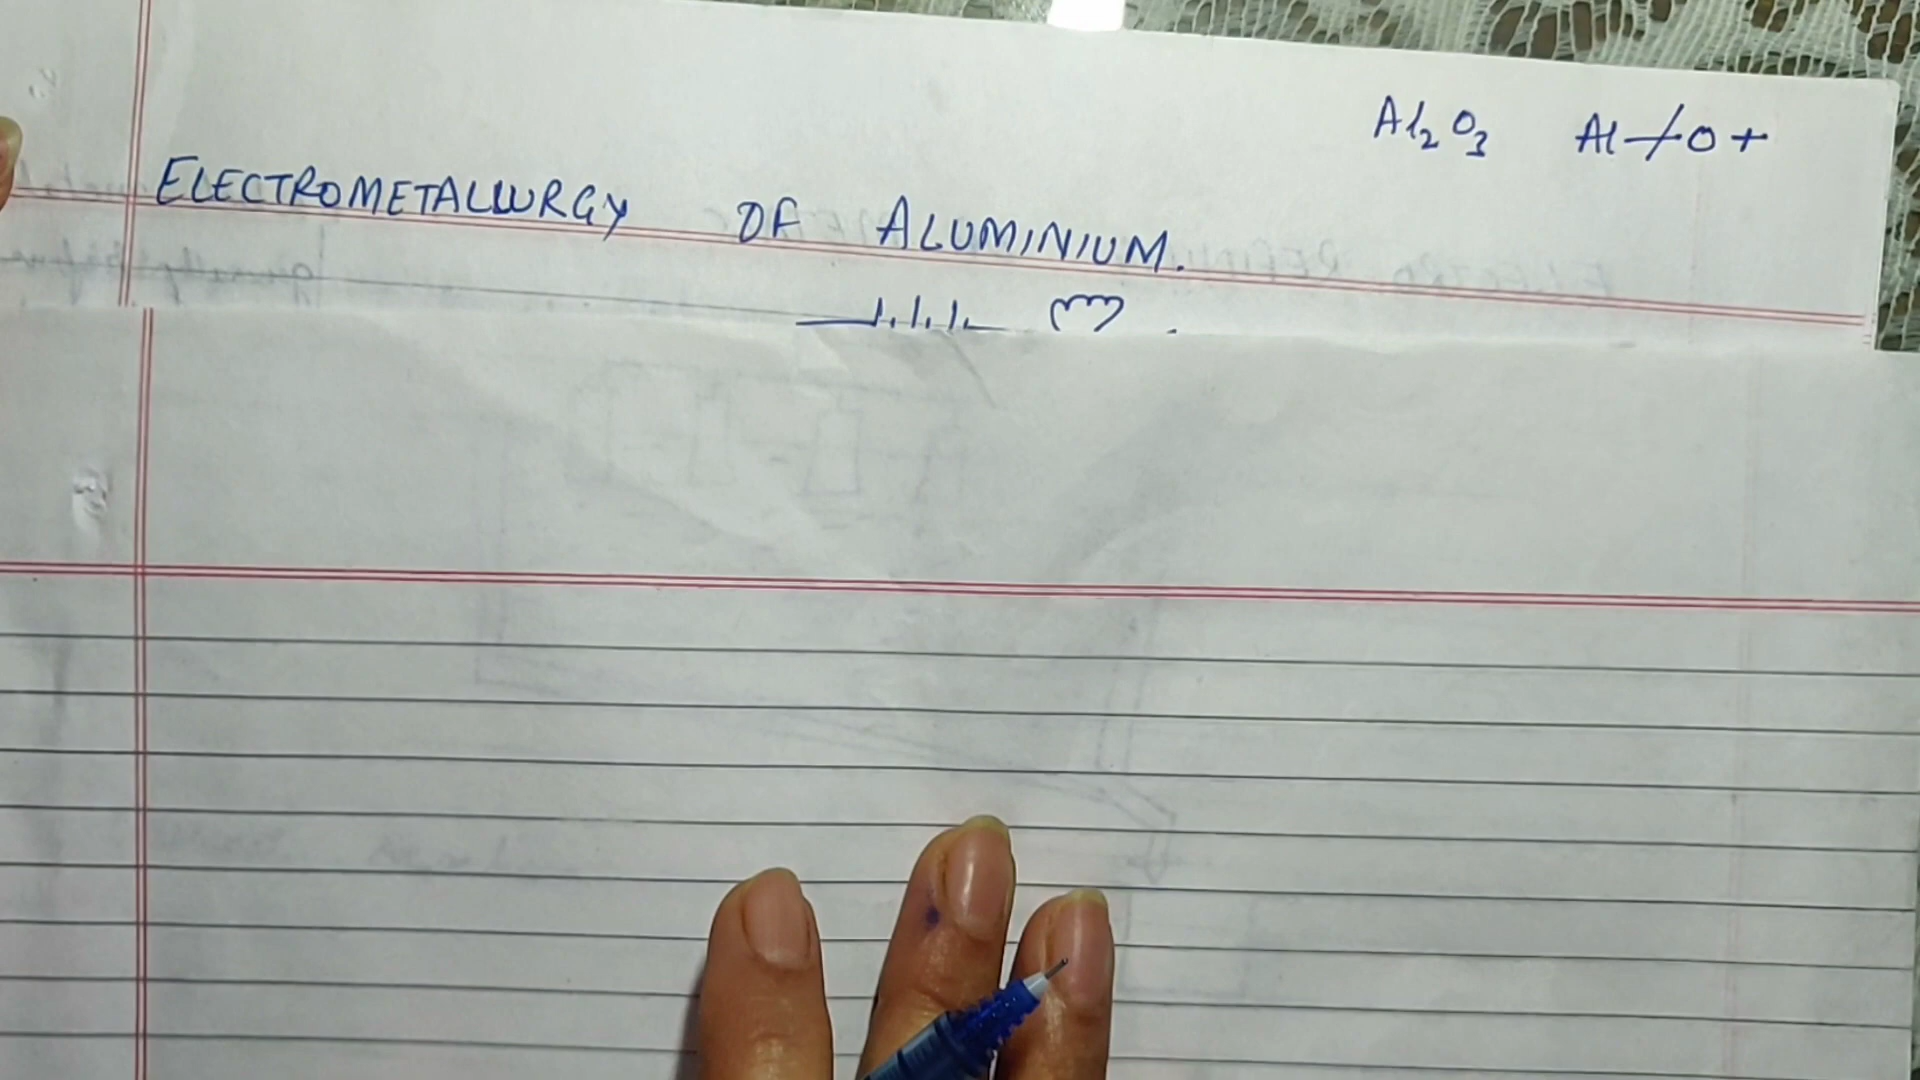 Al₂O₃ Al-/O +
ELECTROMETALLURGY OF ALUMINIUM.